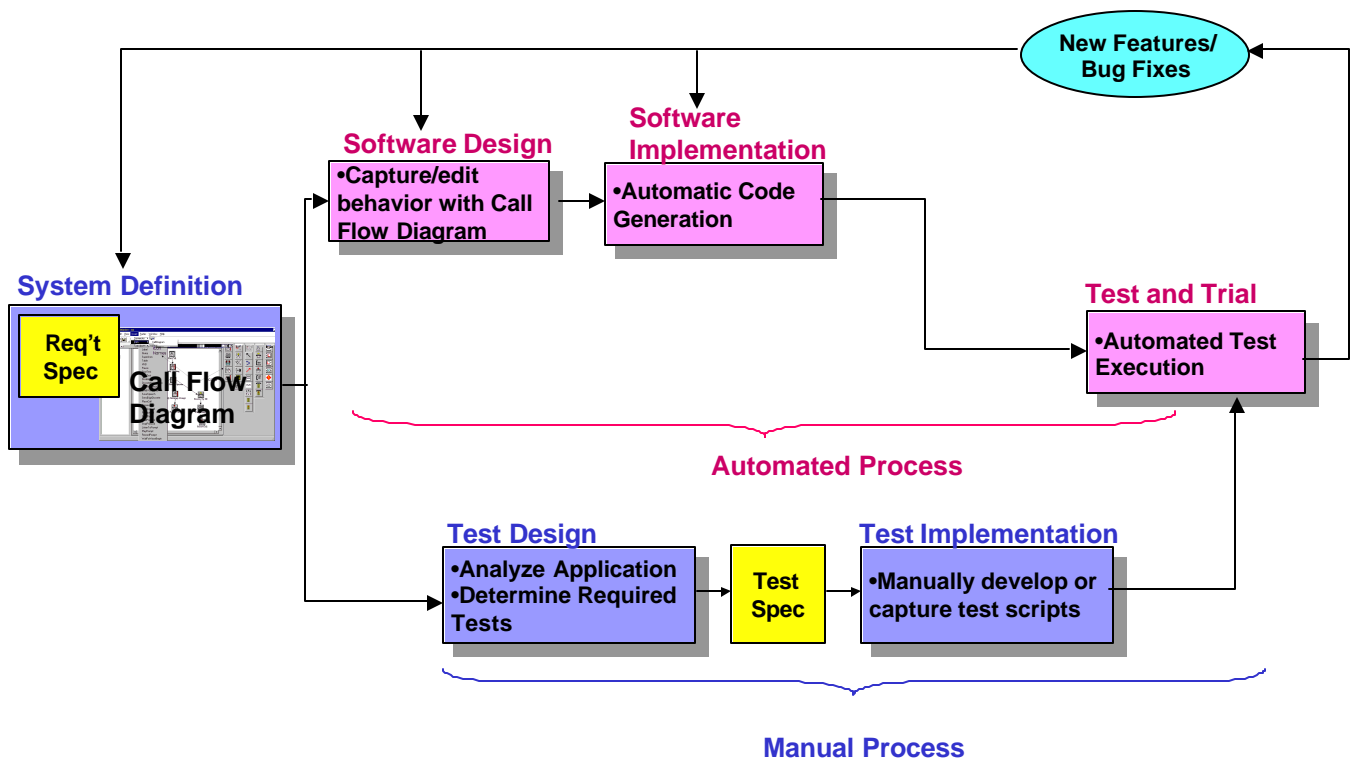 New Features/
Bug Fixes
Software Design
•Capture/edit
behavior with Call
Flow Diagram
Software
Implementation
•Automatic Code
Generation
System Definition
Req't
Spec
Call Flow
Diagram
Test and Trial
•Automated Test
Execution
Automated Process
Test Design
•Analyze Application
•Determine Required
Tests
Test
Spec
Test Implementation
•Manually develop or
capture test scripts
Manual Process